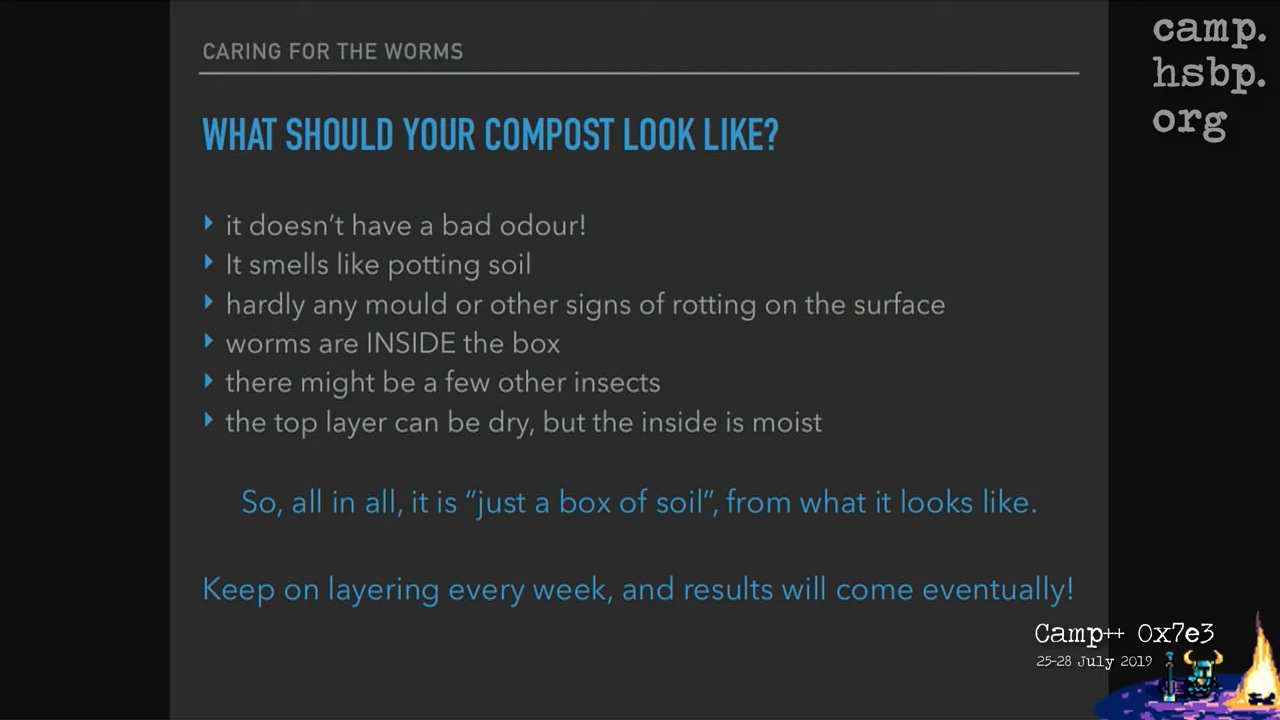 CARING FOR THE WORMS
WHAT SHOULD YOUR COMPOST LOOK LIKE?
it doesn't have a bad odour!
It smells like potting soil
hardly any mould or other signs of rotting on the surface
worms are INSIDE the box
there might be a few other insects
the top layer can be dry, but the inside is moist
So, all in all, it is “just a box of soil”, from what it looks like.
Keep on layering every week, and results will come eventually!
camp.
hsbp.
org
Camp++ 0x7e3
25-28 July 2019